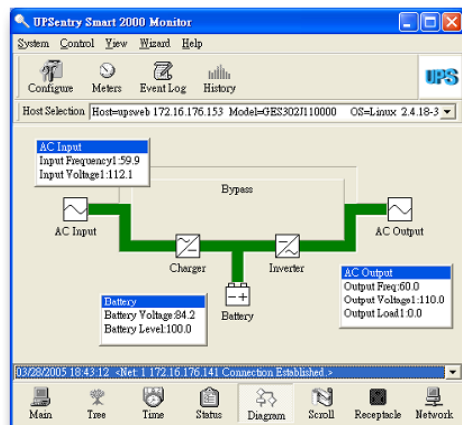 UPSentry Smart 2000 Monitor
System Control View Wizard Help
Configure Meters Event Log History
UPS
Host Selection Host=upsweb 172.16.176.153 Model=GES302J110000 OS=Linux 2.4.18-3
AC Input
Input Frequency1:59.9
Input Voltage1:112.1
Bypass
AC Input
AC Output
Charger
Inverter
AC Output
Output Freq:60.0
Output Voltage1:110.0
Output Load1:0.0
Battery
Battery Voltage:84.2
Battery Level:100.0
Battery
03/28/2005 18:43:12 <Net: 1 172.16.176.141 Connection Established.>
Main Tree Time Status Diagram Scroll Receptacle Network